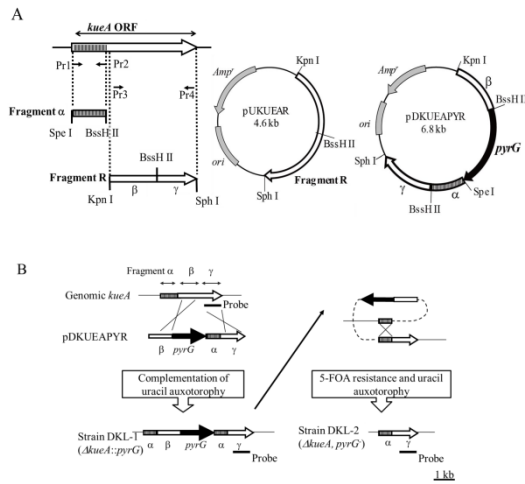 A
kueA ORF
Pr1
Pr2
Pr3
Pr4
Fragment α
Spe I
BssH II
BssH II
Fragment R
β
γ
Kpn I
Sph I
Kpn I
Amp^r
pUKUEAR
4.6 kb
BssH II
ori
Sph I
Fragment R
Kpn I
Amp^r
β
BssH II
ori
pDKUEAPYR
6.8 kb
pyrG
Sph I
γ
α
Spe I
BssH II
B
Fragment α
β
γ
Genomic kueA
Probe
pDKUEAPYR
β
pyrG
α
γ
Complementation of
uracil auxotorophy
5-FOA resistance and uracil
auxotorophy
Strain DKL-1
(ΔkueA::pyrG)
α
β
pyrG
α
γ
Probe
Strain DKL-2
(ΔkueA, pyrG⁻)
α
γ
Probe
1 kb